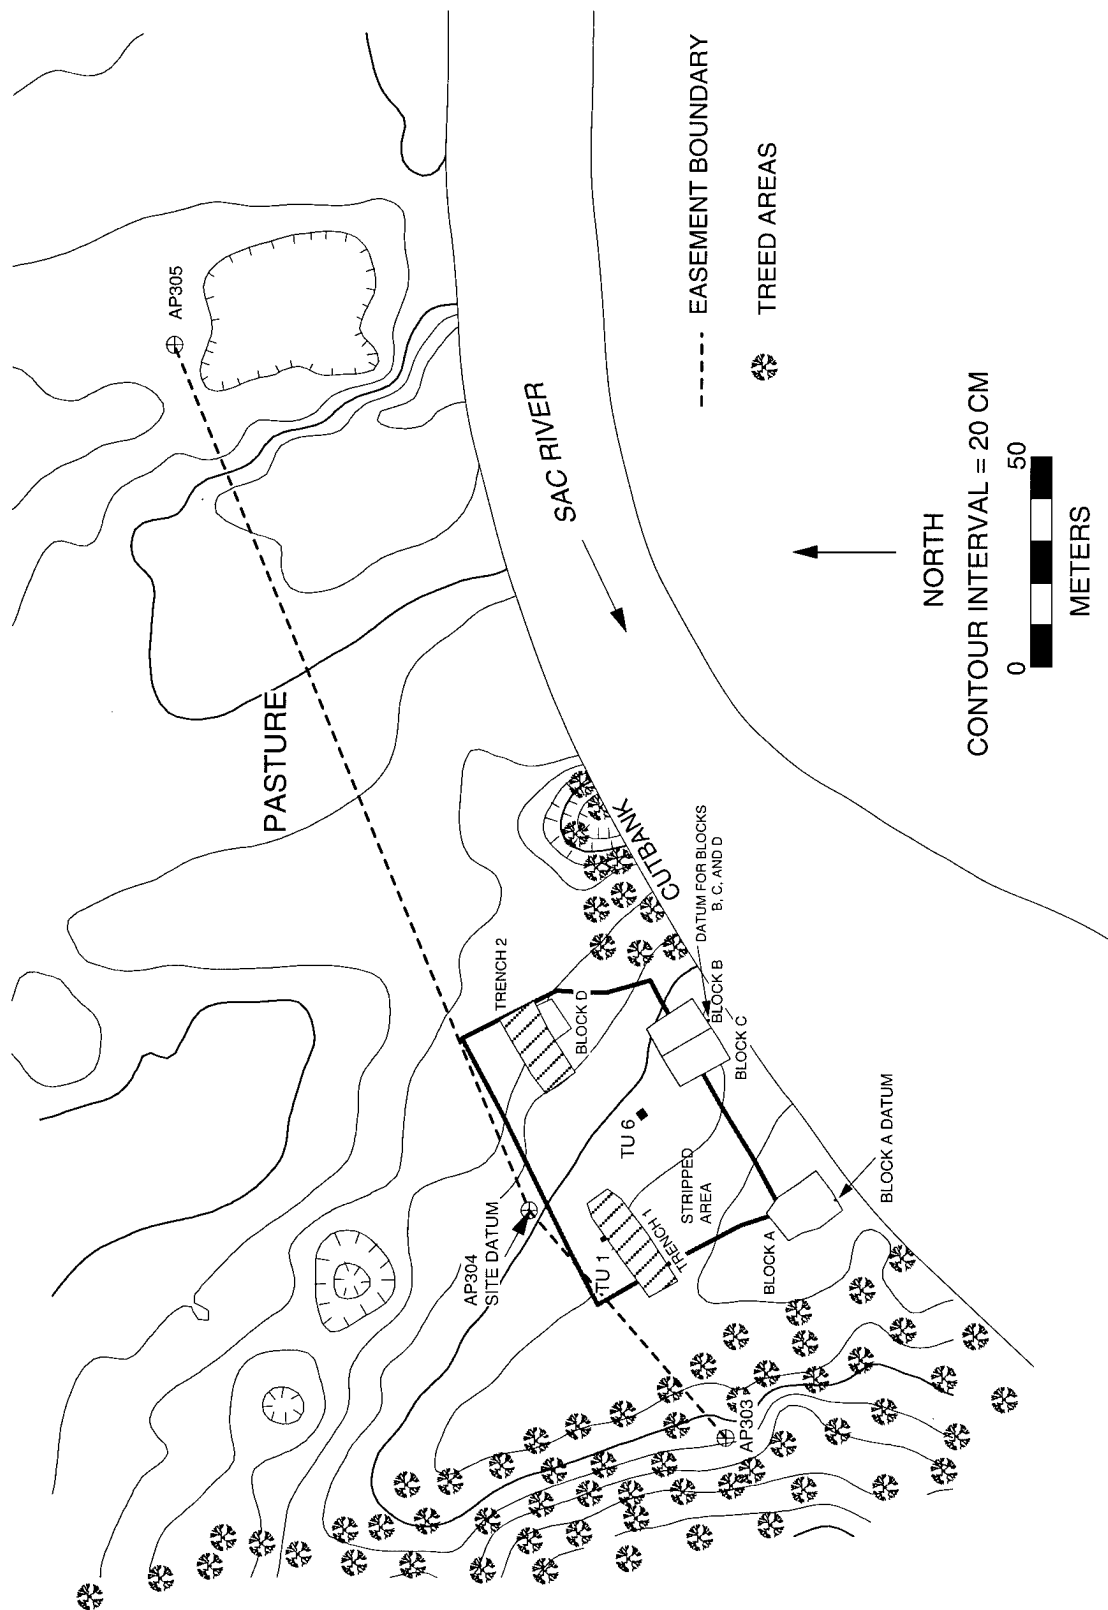 AP305
PASTURE
SAC RIVER
CUTBANK
TRENCH 2
BLOCK D
DATUM FOR BLOCKS
B, C, AND D
BLOCK B
BLOCK C
AP304
SITE DATUM
TU 6
TU 1
TRENCH 1
STRIPPED
AREA
BLOCK A
BLOCK A DATUM
AP303
EASEMENT BOUNDARY
TREED AREAS
NORTH
CONTOUR INTERVAL = 20 CM
0 50
METERS